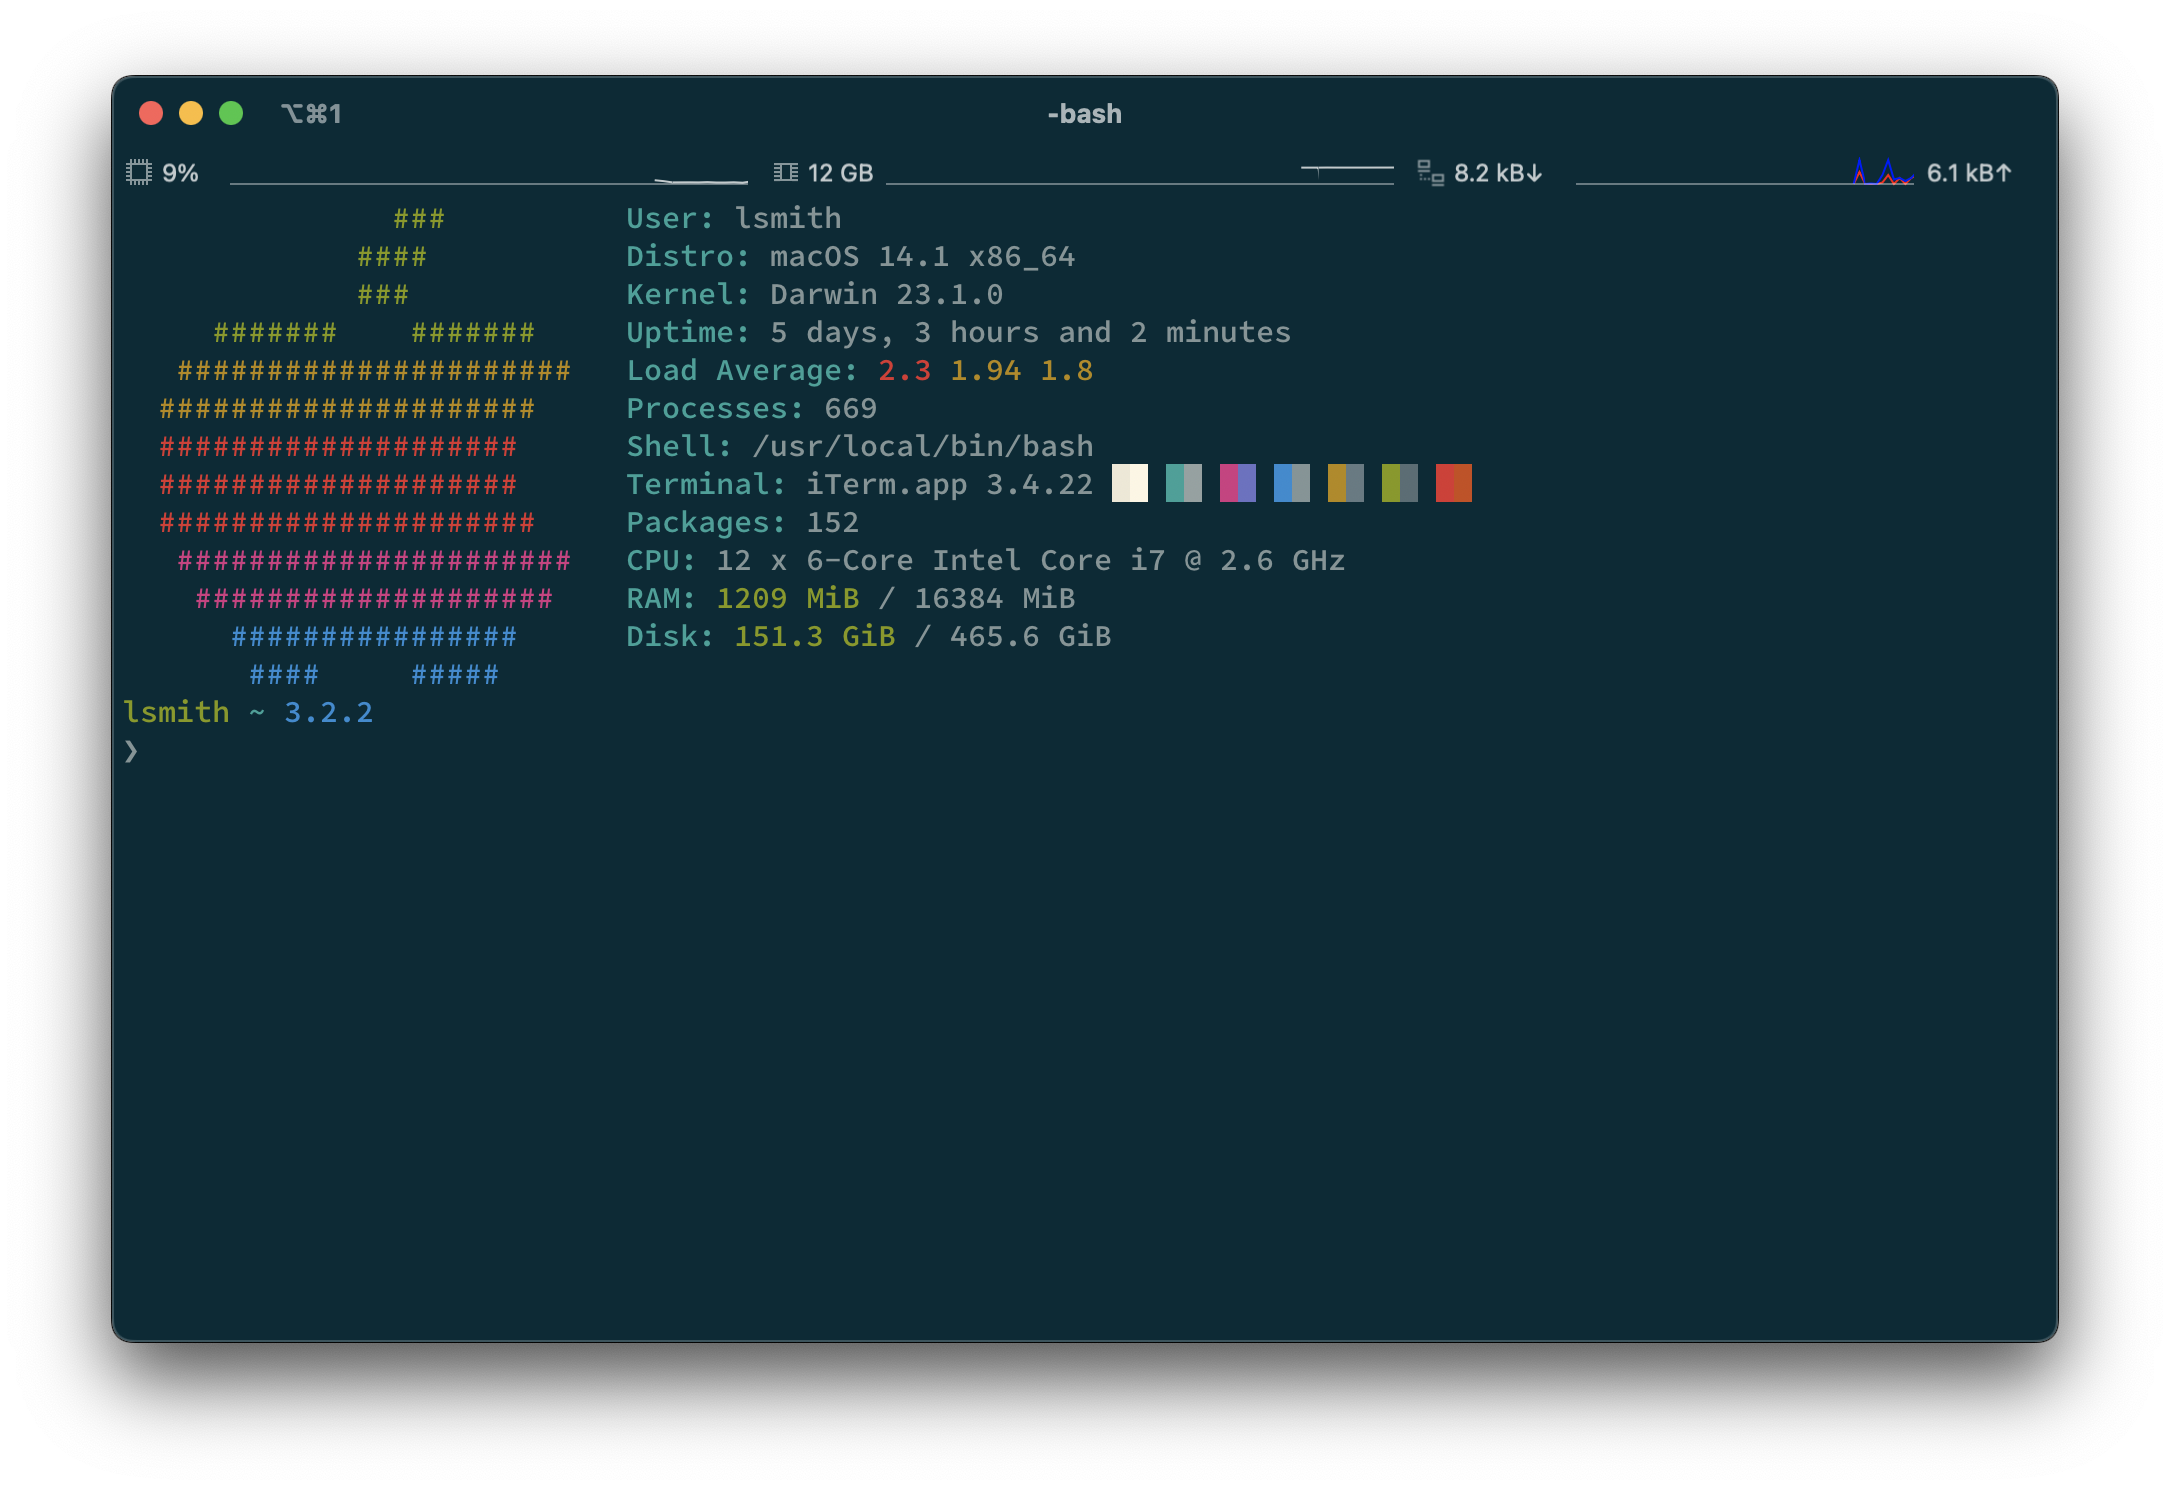 ⌥⌘1 -bash
9% 12 GB 8.2 kB↓ 6.1 kB↑
### User: lsmith
#### Distro: macOS 14.1 x86_64
### Kernel: Darwin 23.1.0
####### ####### Uptime: 5 days, 3 hours and 2 minutes
###################### Load Average: 2.3 1.94 1.8
##################### Processes: 669
#################### Shell: /usr/local/bin/bash
#################### Terminal: iTerm.app 3.4.22
##################### Packages: 152
###################### CPU: 12 x 6-Core Intel Core i7 @ 2.6 GHz
#################### RAM: 1209 MiB / 16384 MiB
################ Disk: 151.3 GiB / 465.6 GiB
#### #####
lsmith ~ 3.2.2
❯